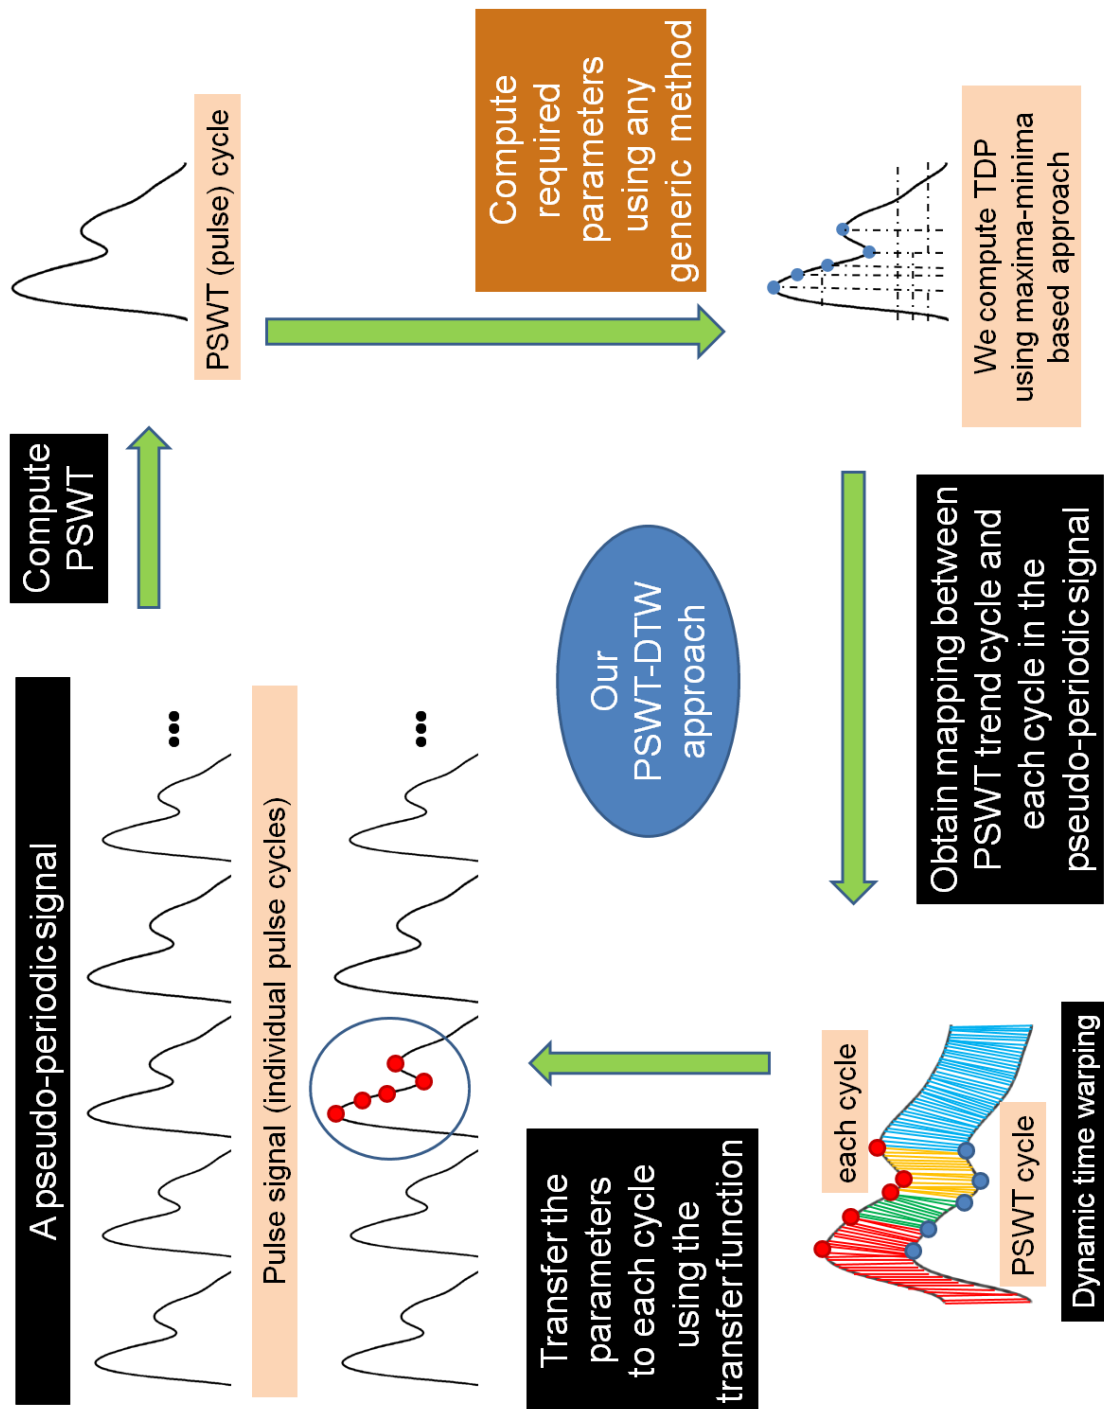 A pseudo-periodic signal
Pulse signal (individual pulse cycles)
Compute
PSWT
PSWT (pulse) cycle
Compute
required
parameters
using any
generic method
We compute TDP
using maxima-minima
based approach
Obtain mapping between
PSWT trend cycle and
each cycle in the
pseudo-periodic signal
Our
PSWT-DTW
approach
each cycle
PSWT cycle
Dynamic time warping
Transfer the
parameters
to each cycle
using the
transfer function